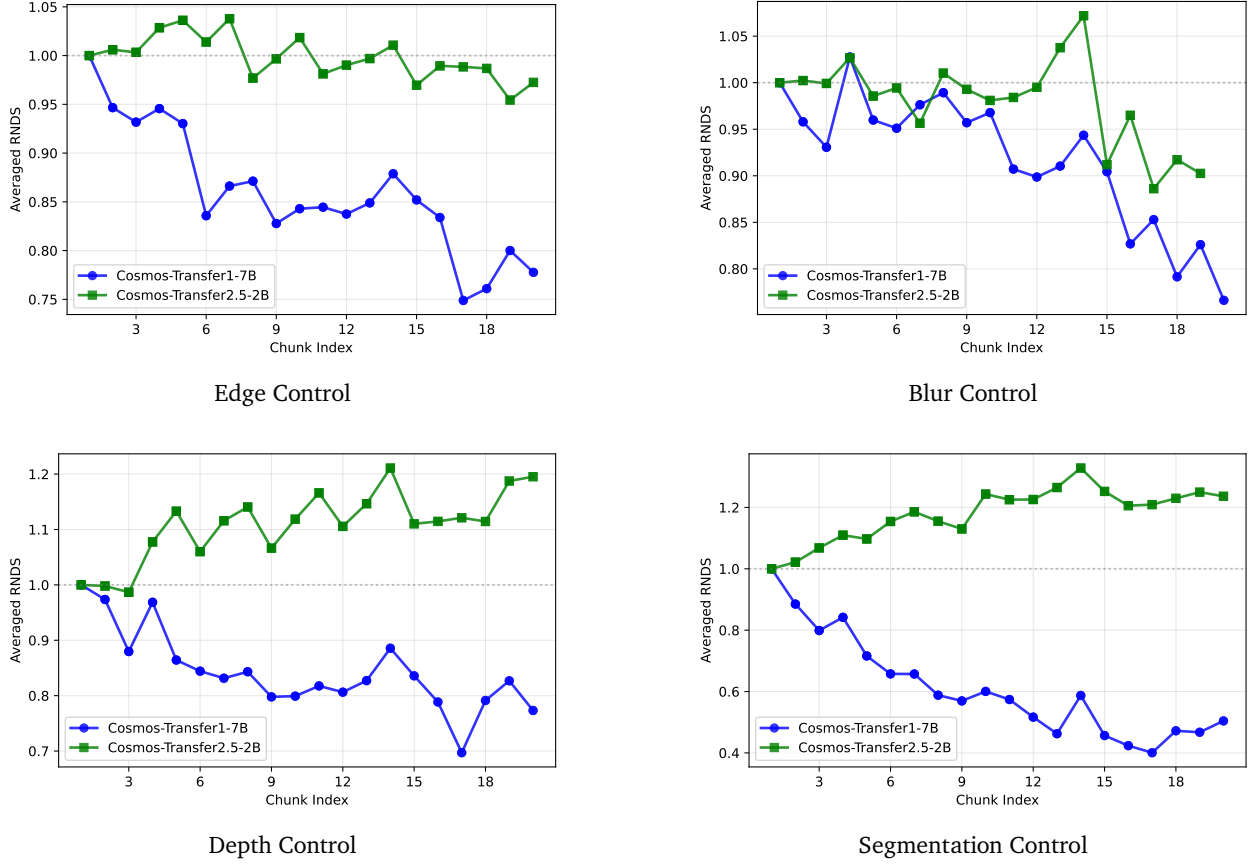 1.05
1.00
0.95
0.90
0.85
0.80
0.75
Averaged RNDS
Cosmos-Transfer1-7B
Cosmos-Transfer2.5-2B
3 6 9 12 15 18
Chunk Index
Edge Control
1.05
1.00
0.95
0.90
0.85
0.80
Averaged RNDS
Cosmos-Transfer1-7B
Cosmos-Transfer2.5-2B
3 6 9 12 15 18
Chunk Index
Blur Control
1.2
1.1
1.0
0.9
0.8
0.7
Averaged RNDS
Cosmos-Transfer1-7B
Cosmos-Transfer2.5-2B
3 6 9 12 15 18
Chunk Index
Depth Control
1.2
1.0
0.8
0.6
0.4
Averaged RNDS
Cosmos-Transfer1-7B
Cosmos-Transfer2.5-2B
3 6 9 12 15 18
Chunk Index
Segmentation Control